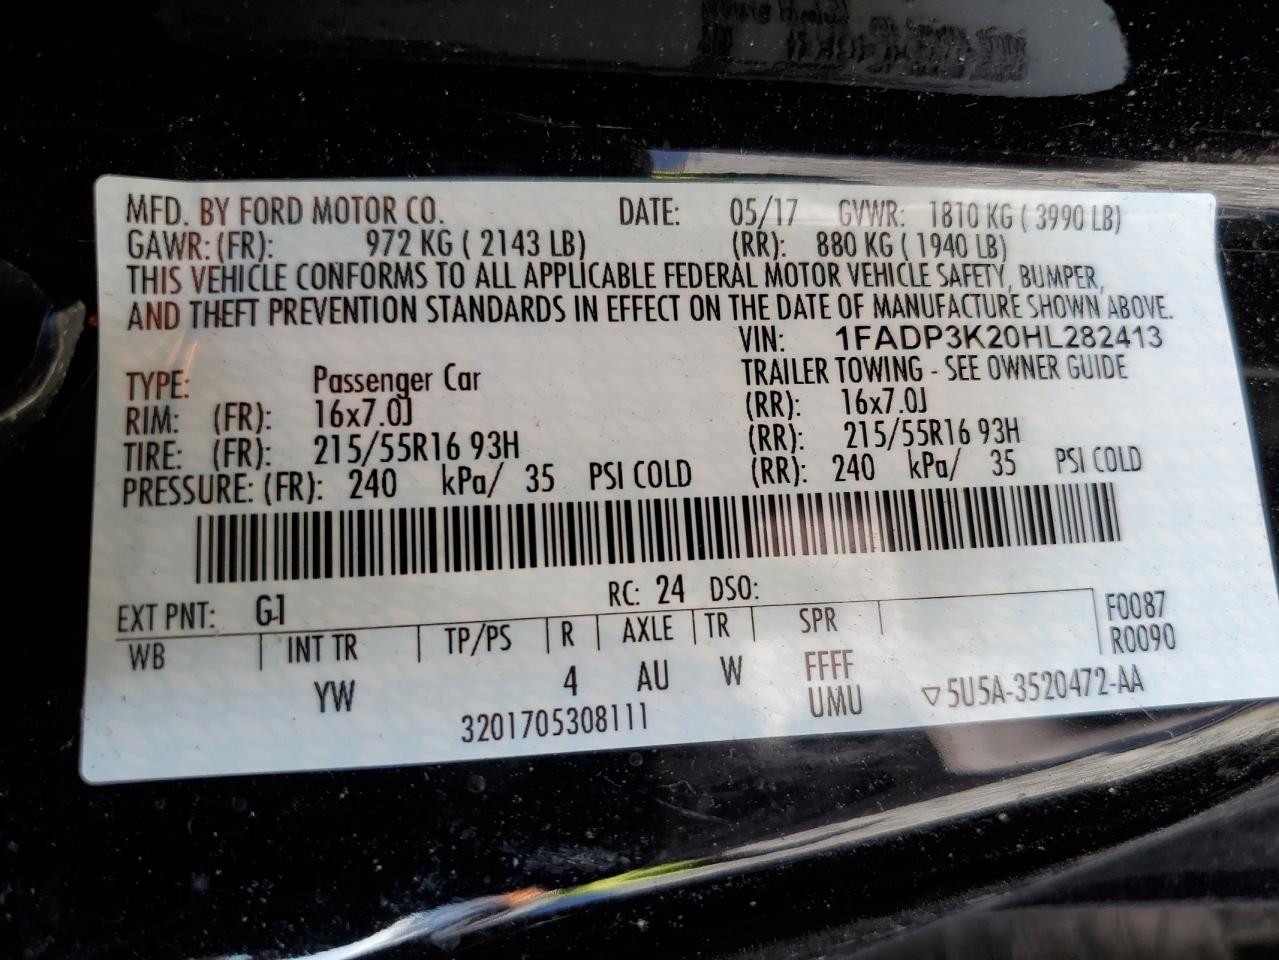 MFD. BY FORD MOTOR CO. DATE: 05/17 GVWR: 1810 KG ( 3990 LB)
GAWR: (FR): 972 KG ( 2143 LB) (RR): 880 KG ( 1940 LB)
THIS VEHICLE CONFORMS TO ALL APPLICABLE FEDERAL MOTOR VEHICLE SAFETY, BUMPER,
AND THEFT PREVENTION STANDARDS IN EFFECT ON THE DATE OF MANUFACTURE SHOWN ABOVE.
VIN: 1FADP3K20HL282413
TYPE: Passenger Car TRAILER TOWING - SEE OWNER GUIDE
RIM: (FR): 16x7.0J (RR): 16x7.0J
TIRE: (FR): 215/55R16 93H (RR): 215/55R16 93H
PRESSURE: (FR): 240 kPa/ 35 PSI COLD (RR): 240 kPa/ 35 PSI COLD
EXT PNT: G1 RC: 24 DSO:
WB INT TR TP/PS R AXLE TR SPR F0087
R0090
YW 4 AU W FFFF
3201705308111 UMU ▽5U5A-3520472-AA